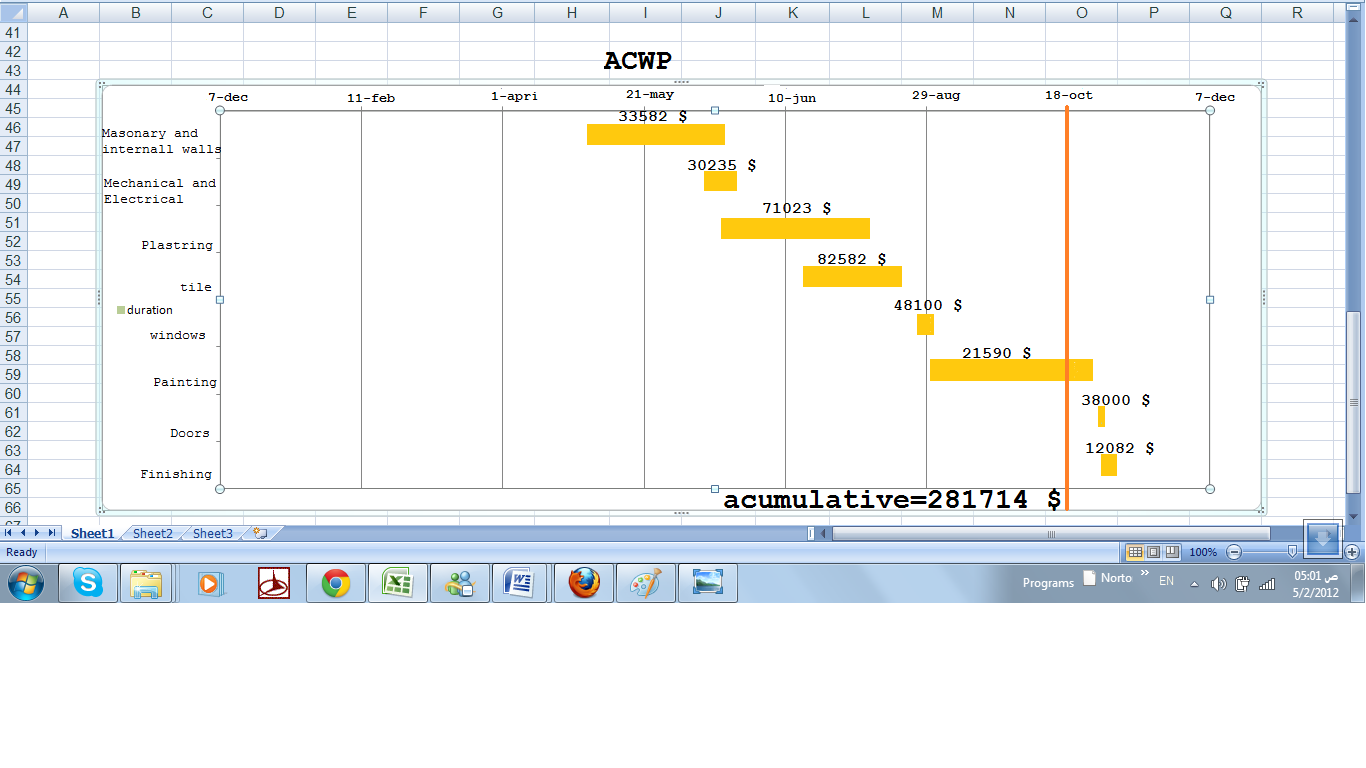 A B C D E F G H I J K L M N O P Q R
41
42
43
44
45
46
47
48
49
50
51
52
53
54
55
56
57
58
59
60
61
62
63
64
65
66
ACWP
7-dec 11-feb 1-apri 21-may 10-jun 29-aug 18-oct 7-dec
33582 $
Masonary and
internall walls
30235 $
Mechanical and
Electrical
71023 $
Plastring
82582 $
tile
48100 $
duration
windows
21590 $
Painting
38000 $
Doors
12082 $
Finishing
acumulative=281714 $
Sheet1 Sheet2 Sheet3
Ready 100%
Programs Norto » EN
05:01 ص
5/2/2012